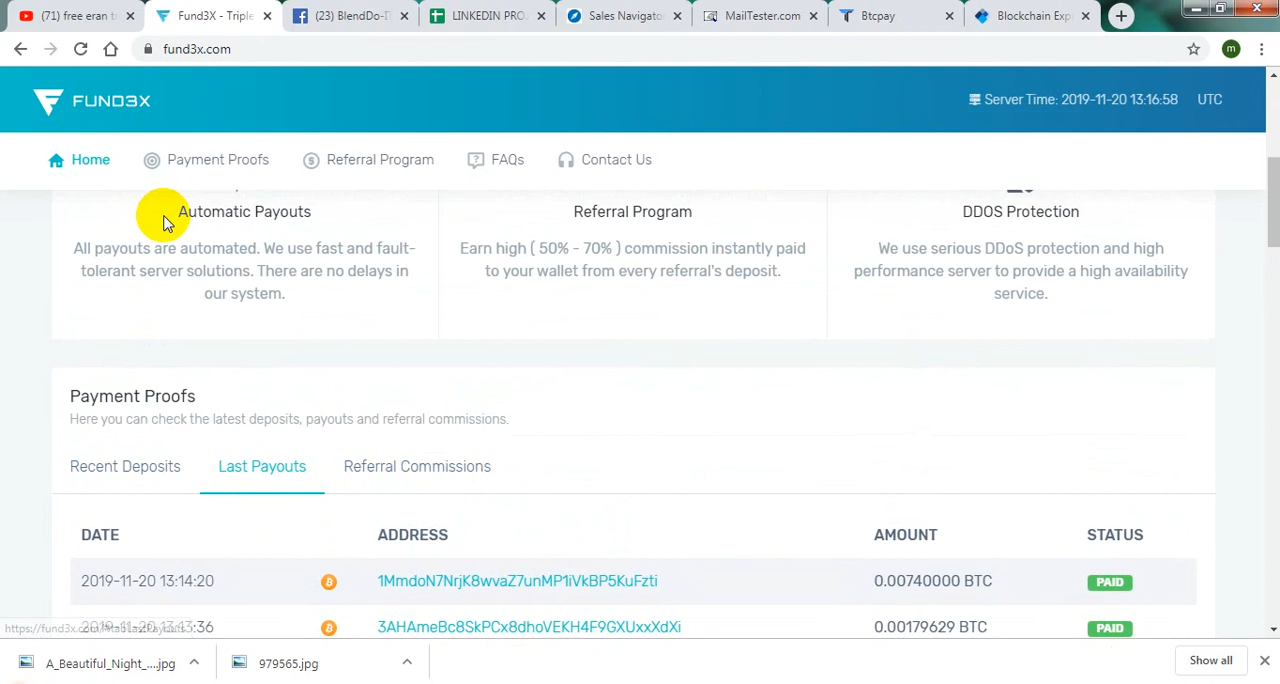 (71) free eran t
Fund3X - Triple
(23) BlendDo-I
LINKEDIN PRO.
Sales Navigato
MailTester.com
Btcpay
Blockchain Exp
fund3x.com
m
FUND3X
Server Time: 2019-11-20 13:16:58 UTC
Home
Payment Proofs
Referral Program
FAQs
Contact Us
Automatic Payouts
All payouts are automated. We use fast and fault-
tolerant server solutions. There are no delays in
our system.
Referral Program
Earn high ( 50% - 70% ) commission instantly paid
to your wallet from every referral's deposit.
DDOS Protection
We use serious DDoS protection and high
performance server to provide a high availability
service.
Payment Proofs
Here you can check the latest deposits, payouts and referral commissions.
Recent Deposits
Last Payouts
Referral Commissions
DATE ADDRESS AMOUNT STATUS
2019-11-20 13:14:20 1MmdoN7NrjK8wvaZ7unMP1iVkBP5KuFzti 0.00740000 BTC PAID
3AHAmeBc8SkPCx8dhoVEKH4F9GXUxxXdXi 0.00179629 BTC PAID
A_Beautiful_Night_....jpg
979565.jpg
Show all